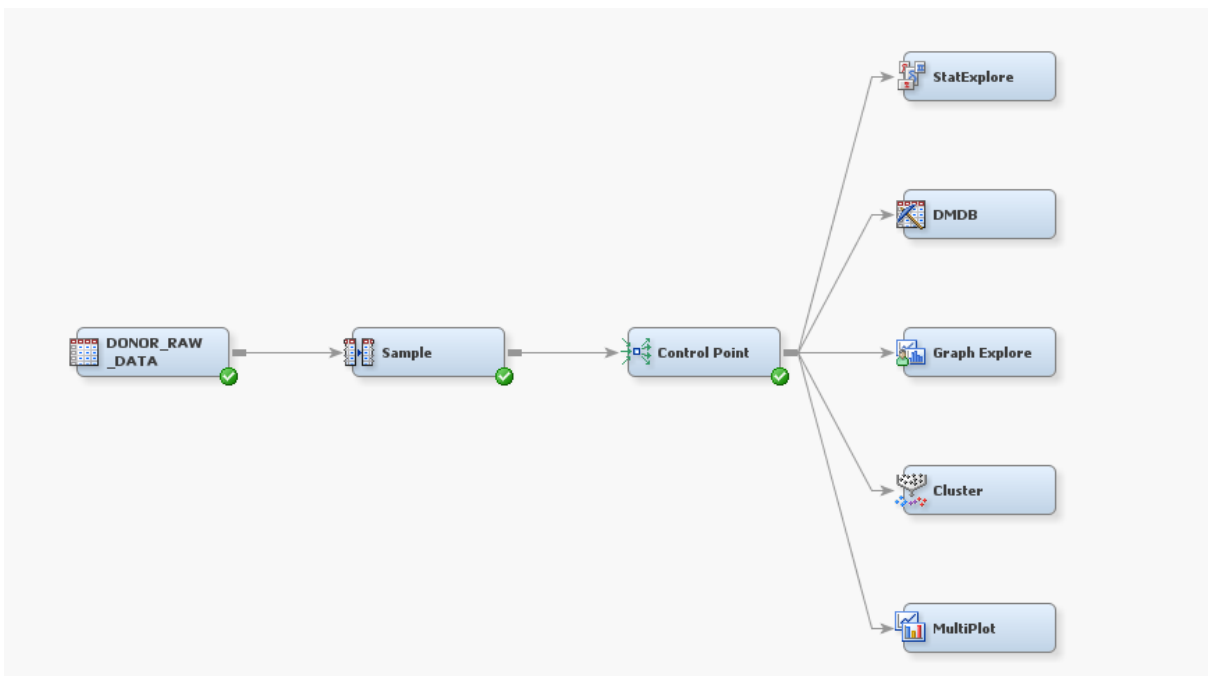 StatExplore
DMDB
DONOR_RAW
_DATA
Sample
Control Point
Graph Explore
Cluster
MultiPlot